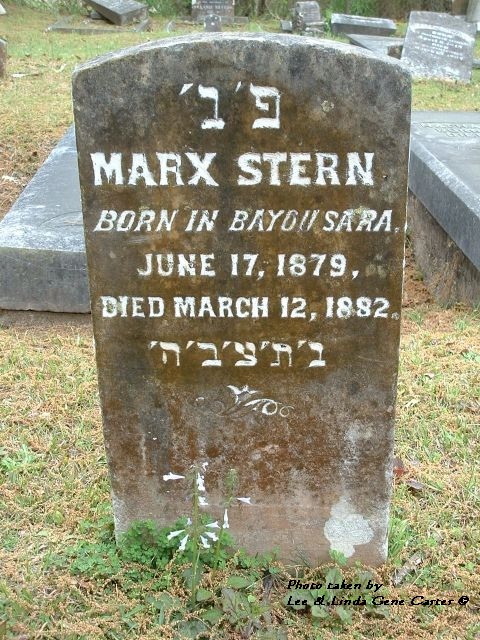 פ' ב'
MARX STERN
BORN IN BAYOU SARA.
JUNE 17, 1879,
DIED MARCH 12, 1882.
ב'ת'צ'ב'ה'
Photo taken by
Lee & Linda Gene Carter ©